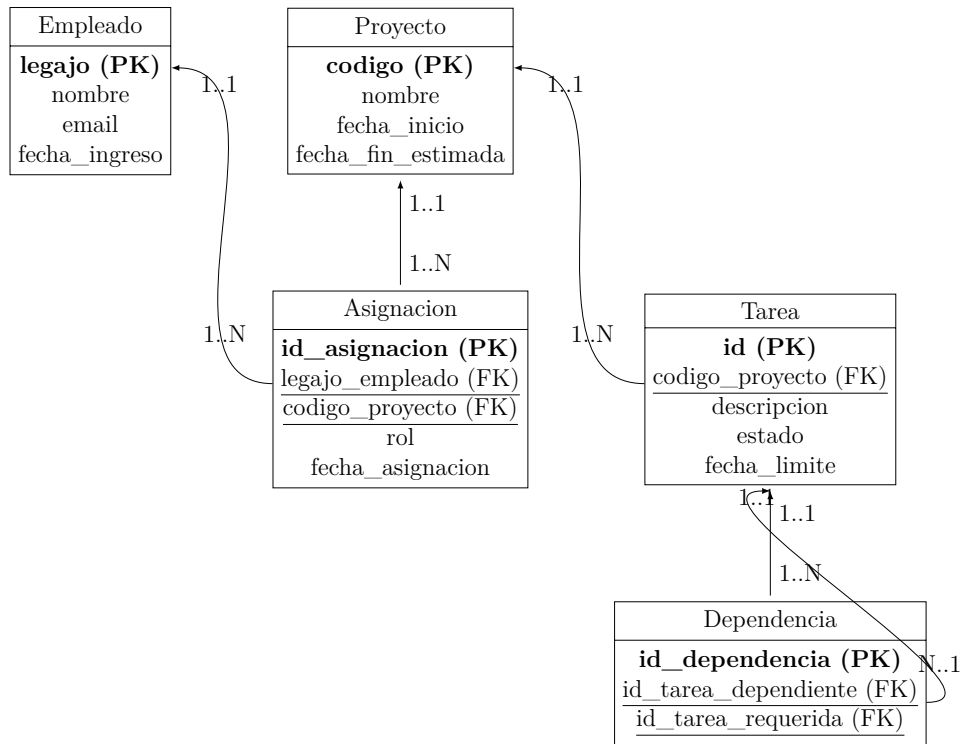 Empleado
legajo (PK)
nombre
email
fecha_ingreso
Proyecto
codigo (PK)
nombre
fecha_inicio
fecha_fin_estimada
1..1
1..1
1..1
1..N
1..N
1..N
Asignacion
id_asignacion (PK)
legajo_empleado (FK)
codigo_proyecto (FK)
rol
fecha_asignacion
Tarea
id (PK)
codigo_proyecto (FK)
descripcion
estado
fecha_limite
1..1
1..1
1..N
N..1
Dependencia
id_dependencia (PK)
id_tarea_dependiente (FK)
id_tarea_requerida (FK)